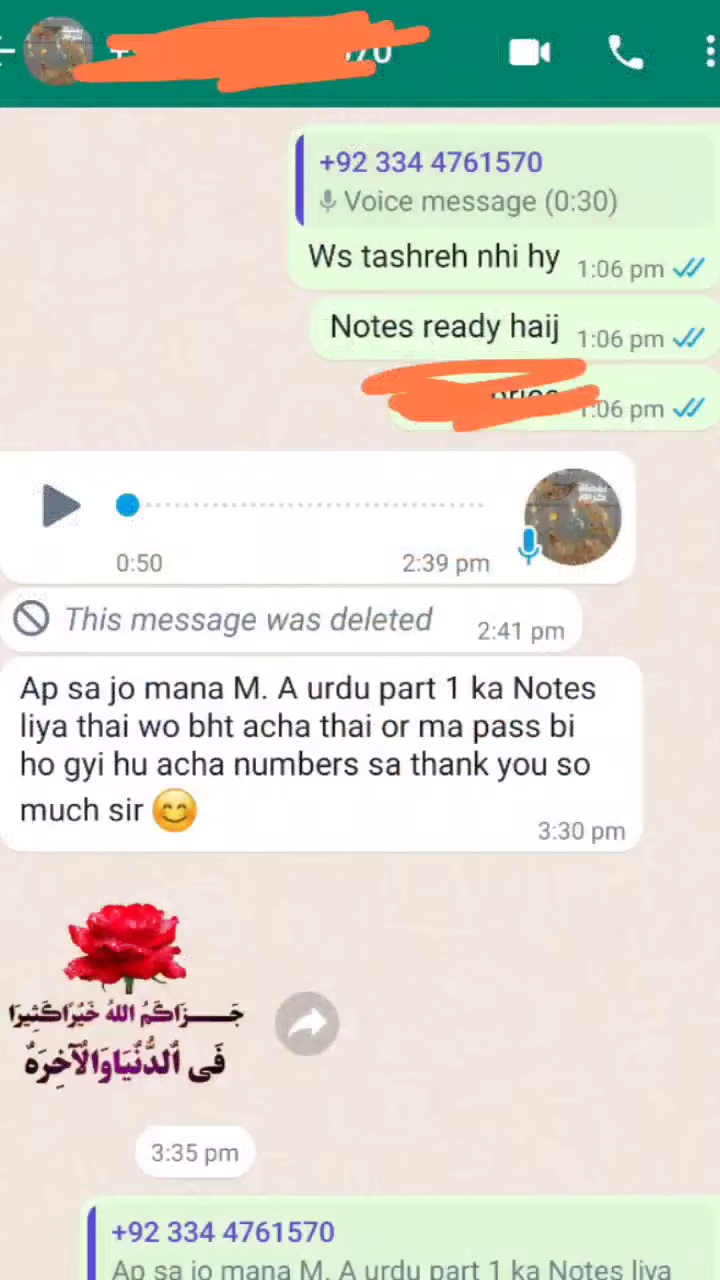 70
+92 334 4761570
Voice message (0:30)
Ws tashreh nhi hy 1:06 pm
Notes ready haij 1:06 pm
1:06 pm
0:50 2:39 pm
This message was deleted 2:41 pm
Ap sa jo mana M. A urdu part 1 ka Notes
liya thai wo bht acha thai or ma pass bi
ho gyi hu acha numbers sa thank you so
much sir 😊
3:30 pm
جَـــزَاكُمُ اللهُ خَيْرًا كَثِيرًا
فَى الدُّنْيَا وَالْآخِرَهْ
3:35 pm
+92 334 4761570
Ap sa jo mana M. A urdu part 1 ka Notes liya